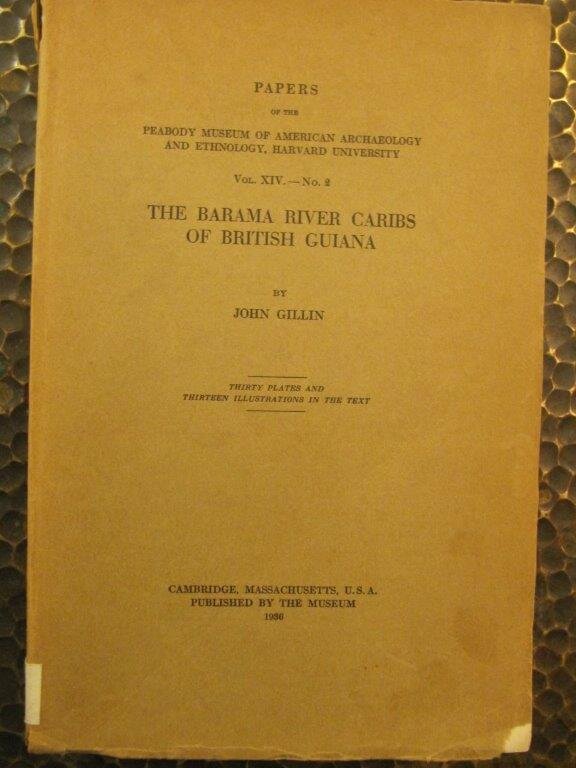 PAPERS
OF THE
PEABODY MUSEUM OF AMERICAN ARCHAEOLOGY
AND ETHNOLOGY, HARVARD UNIVERSITY
VOL. XIV.—NO. 2
THE BARAMA RIVER CARIBS
OF BRITISH GUIANA
BY
JOHN GILLIN
THIRTY PLATES AND
THIRTEEN ILLUSTRATIONS IN THE TEXT
CAMBRIDGE, MASSACHUSETTS, U.S.A.
PUBLISHED BY THE MUSEUM
1936